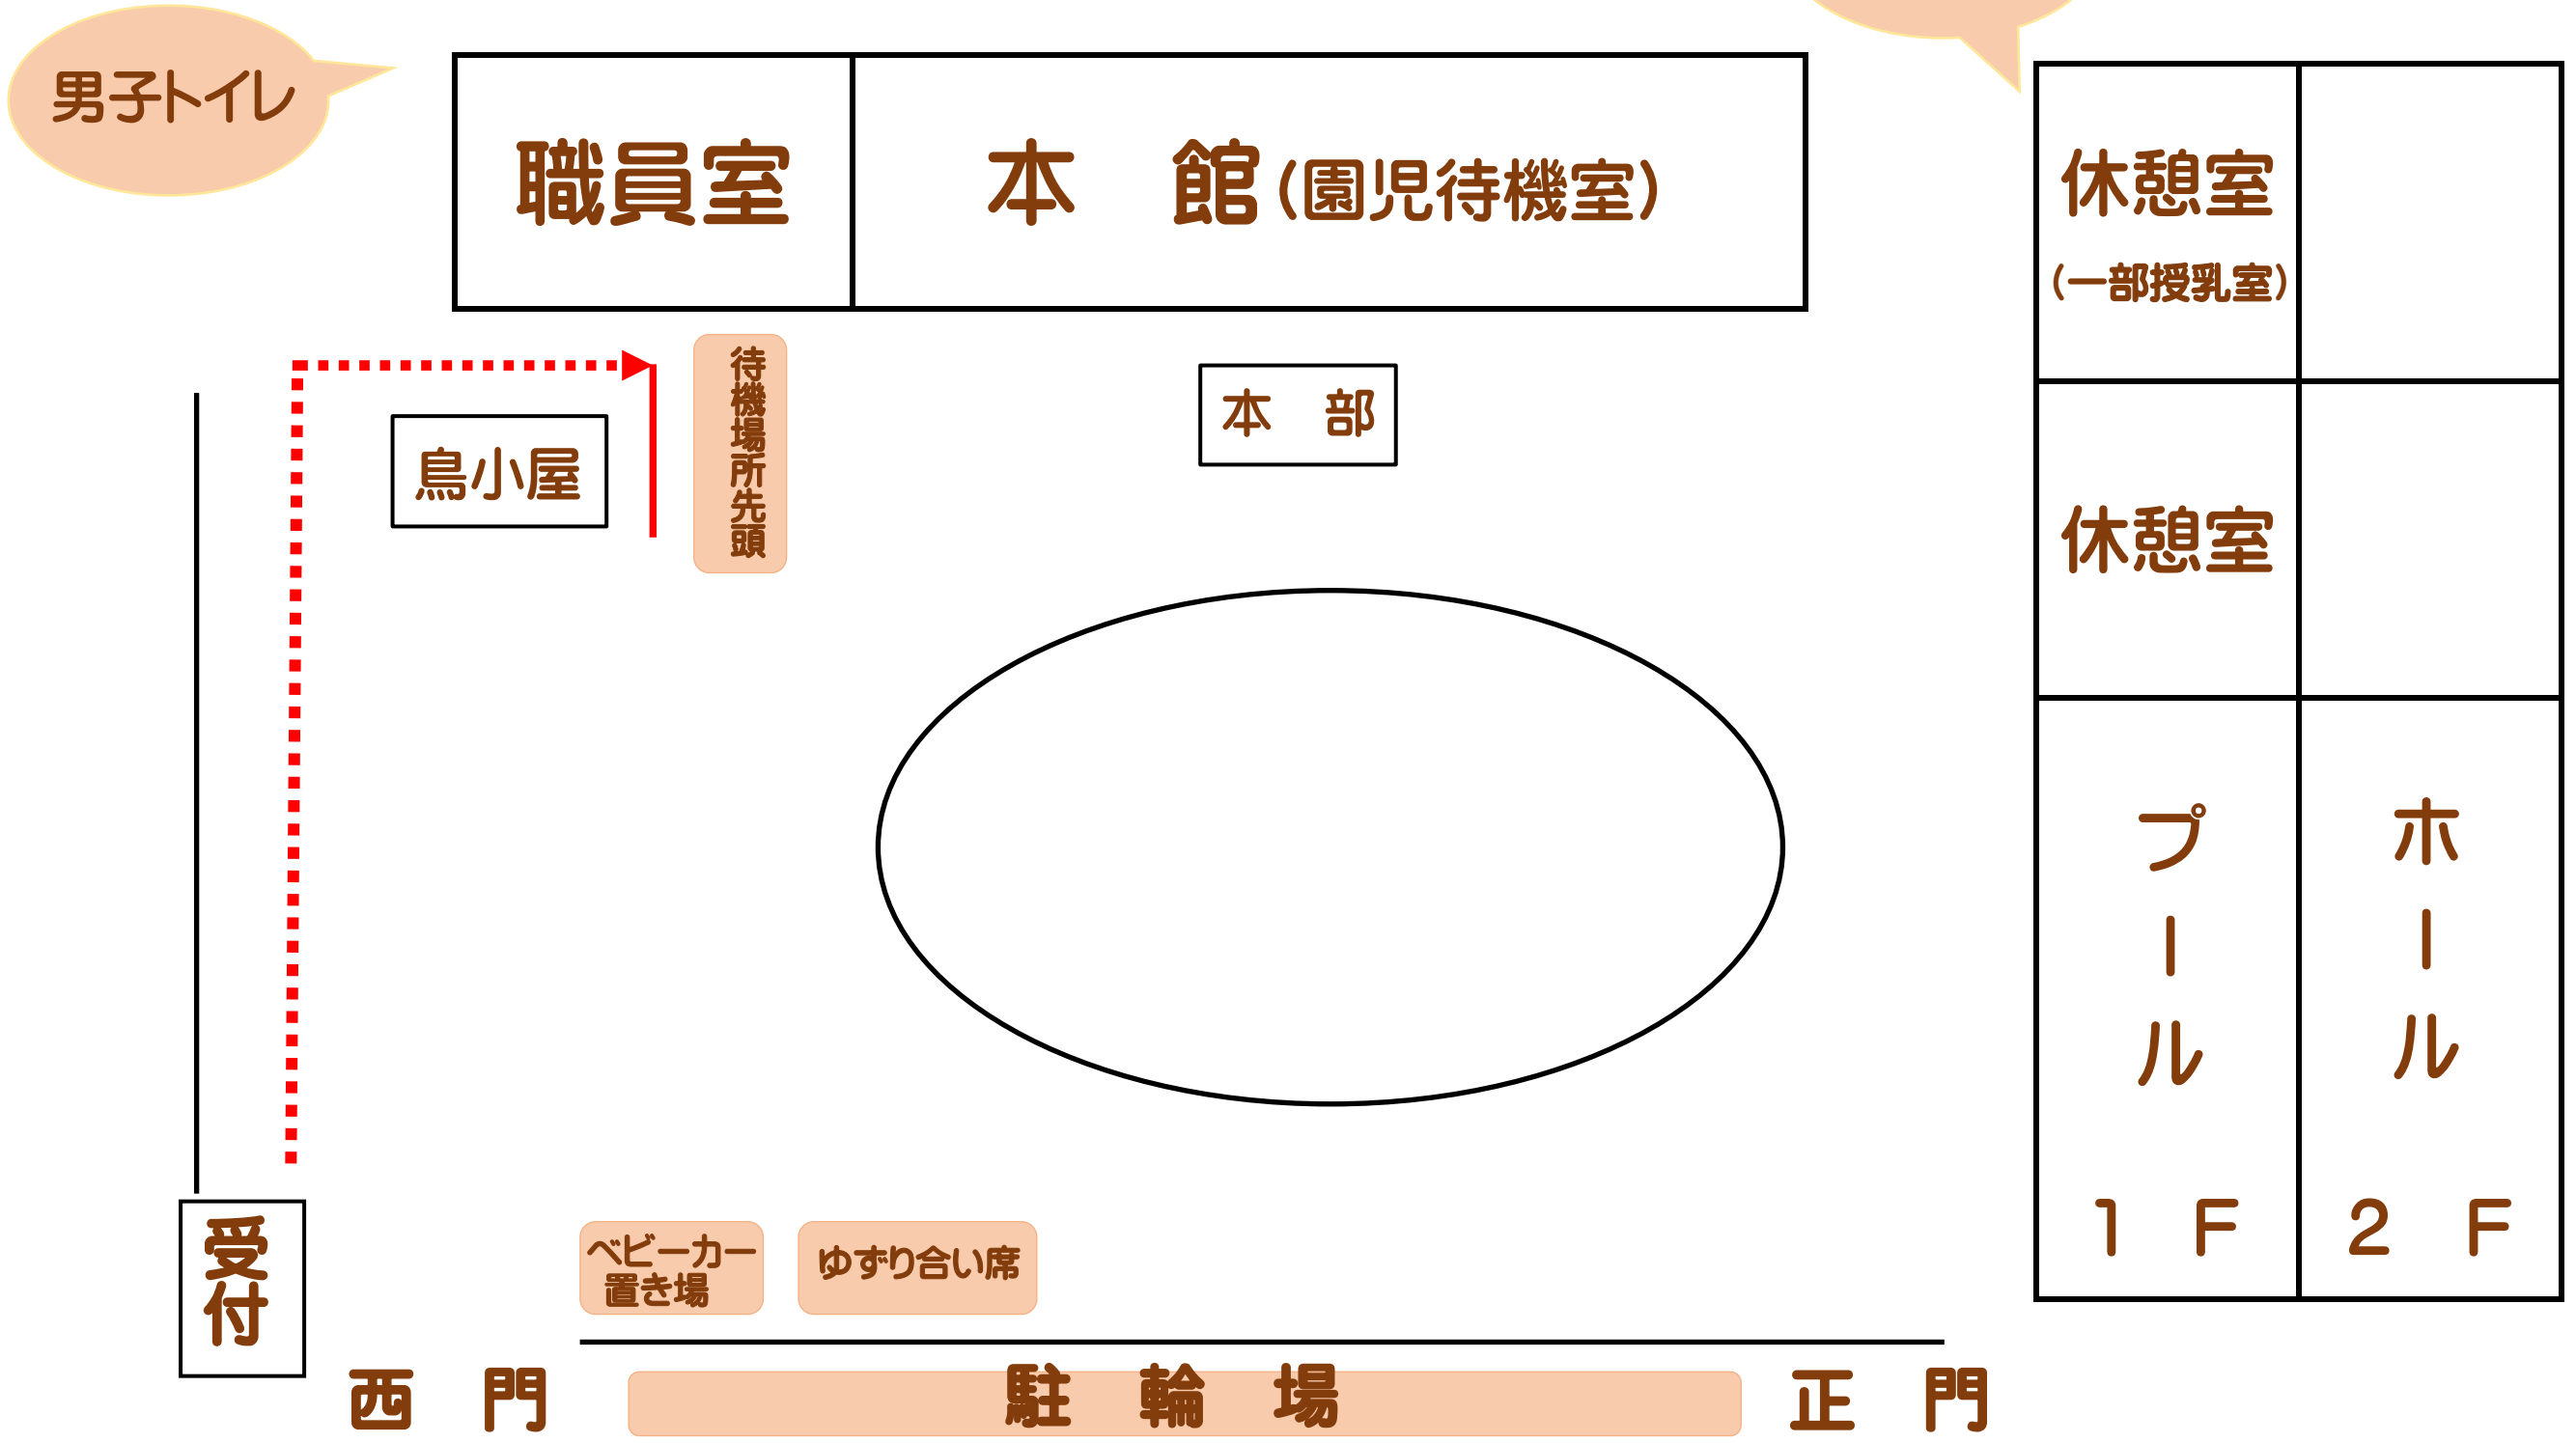 男子トイレ
職員室
本　館(園児待機室)
休憩室
(一部授乳室)
待機場所先頭
本　部
鳥小屋
休憩室
プール
ホール
１　Ｆ
２　Ｆ
受付
ベビーカー
置き場
ゆずり合い席
西　門
駐　輪　場
正　門